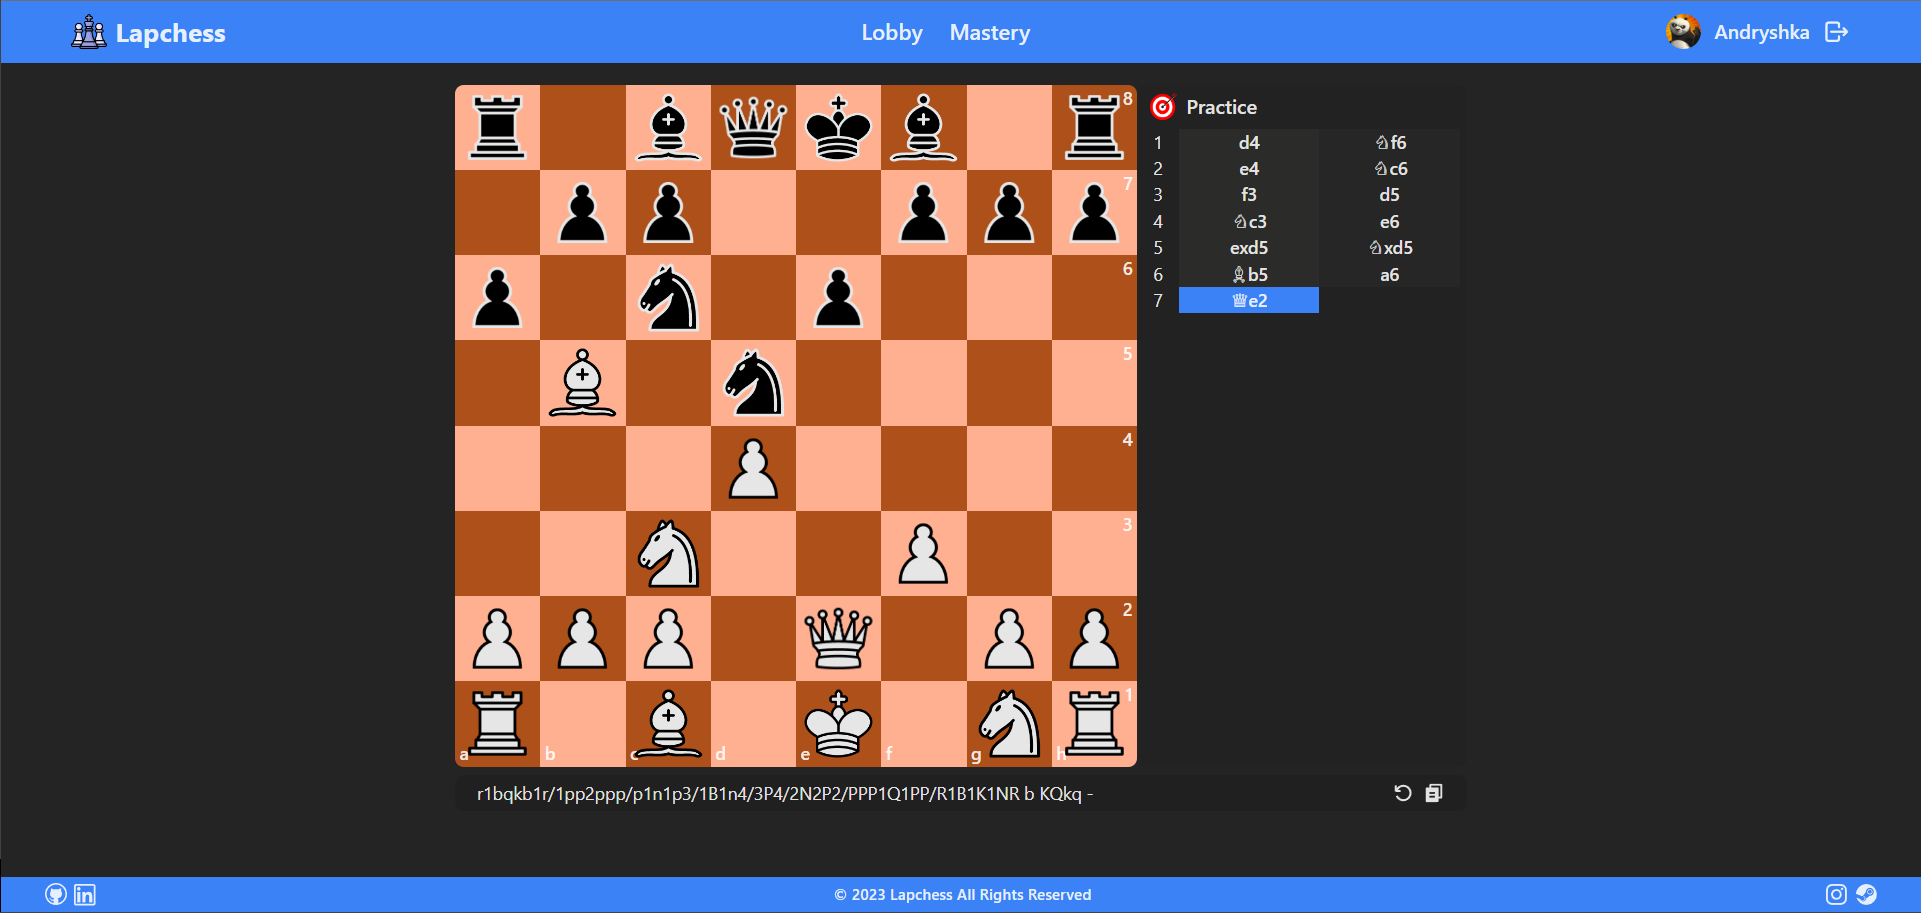 Lapchess
Lobby Mastery
Andryshka
8
7
6
5
4
3
2
1
a b c d e f g h
Practice
1 d4 ♘f6
2 e4 ♘c6
3 f3 d5
4 ♘c3 e6
5 exd5 ♘xd5
6 ♗b5 a6
7 ♕e2
r1bqkb1r/1pp2ppp/p1n1p3/1B1n4/3P4/2N2P2/PPP1Q1PP/R1B1K1NR b KQkq -
in
© 2023 Lapchess All Rights Reserved